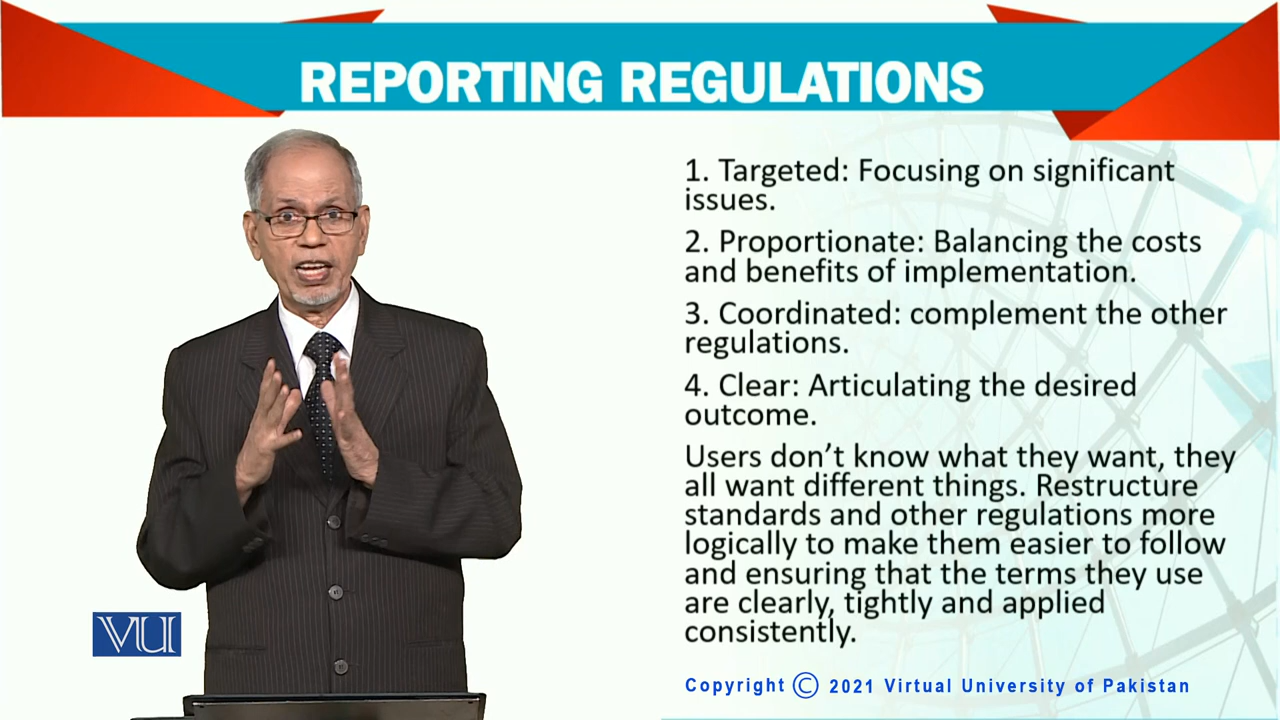 REPORTING REGULATIONS
1. Targeted: Focusing on significant
issues.
2. Proportionate: Balancing the costs
and benefits of implementation.
3. Coordinated: complement the other
regulations.
4. Clear: Articulating the desired
outcome.
Users don’t know what they want, they
all want different things. Restructure
standards and other regulations more
logically to make them easier to follow
and ensuring that the terms they use
are clearly, tightly and applied
consistently.
VU
Copyright © 2021 Virtual University of Pakistan